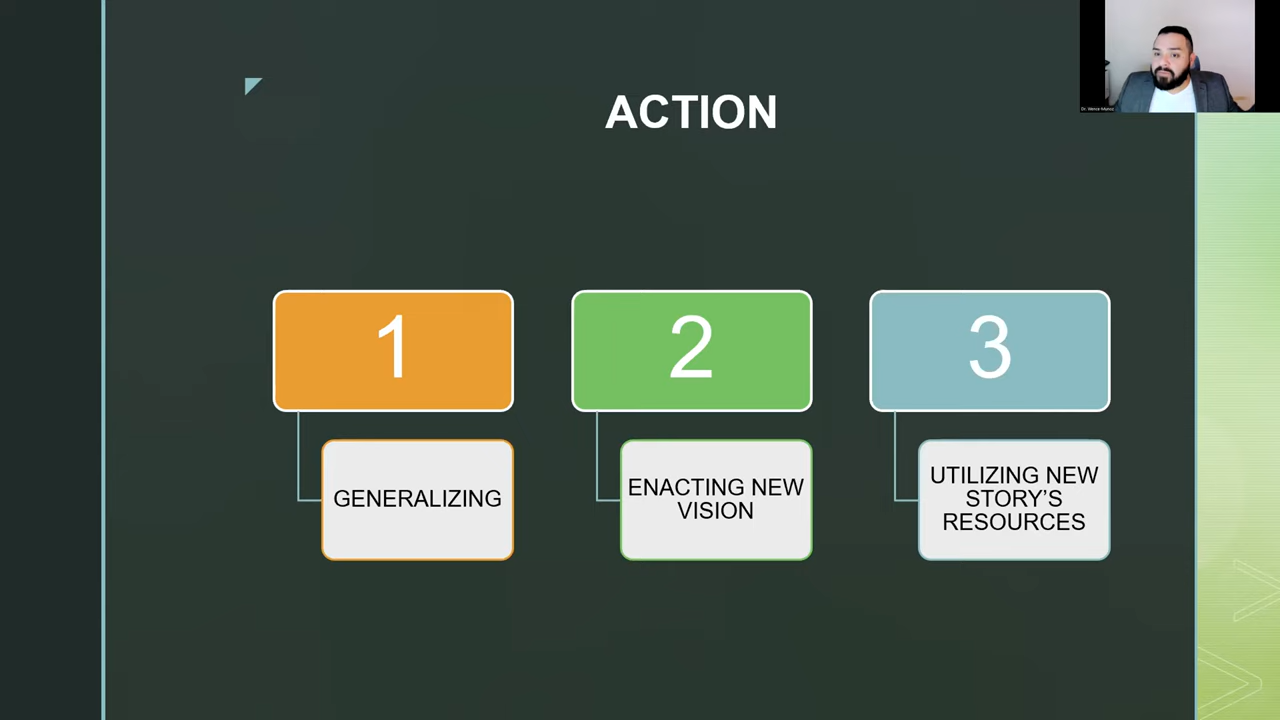 ACTION
1
2
3
GENERALIZING
ENACTING NEW
VISION
UTILIZING NEW
STORY'S
RESOURCES